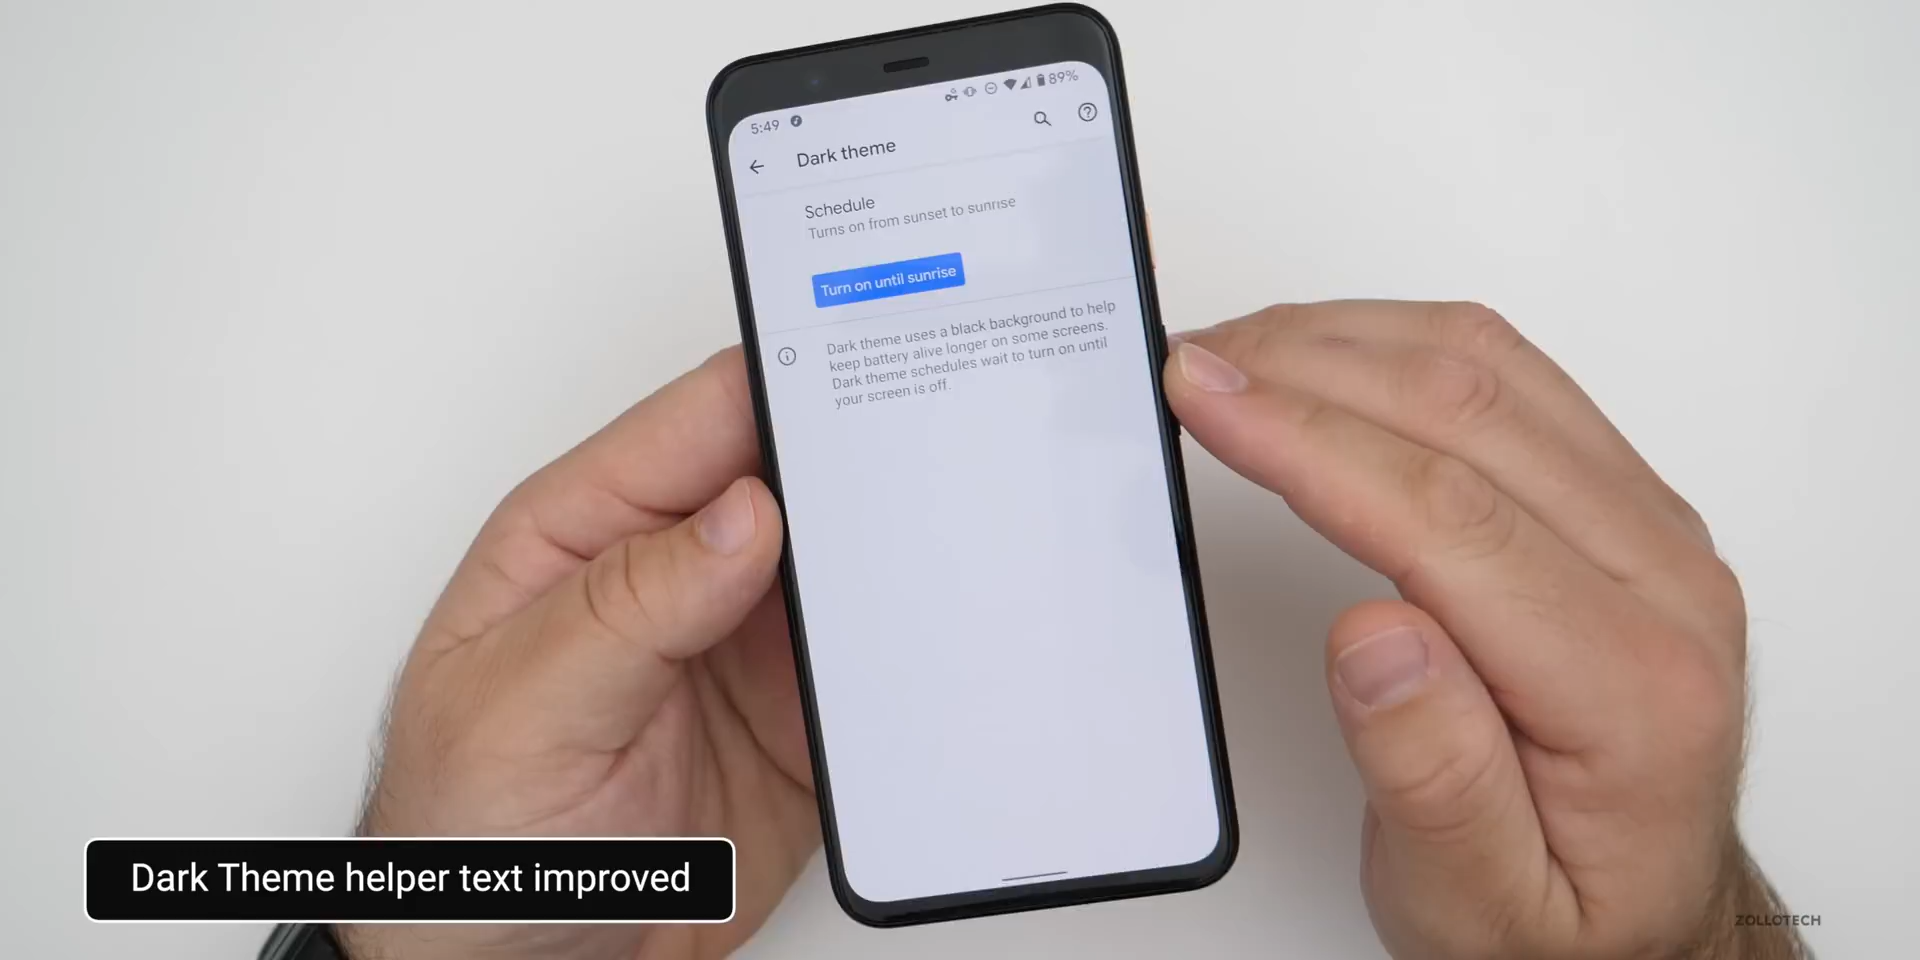 5:49
89%
Dark theme
Schedule
Turns on from sunset to sunrise
Turn on until sunrise
Dark theme uses a black background to help
keep battery alive longer on some screens.
Dark theme schedules wait to turn on until
your screen is off.
Dark Theme helper text improved
ZOLLOTECH